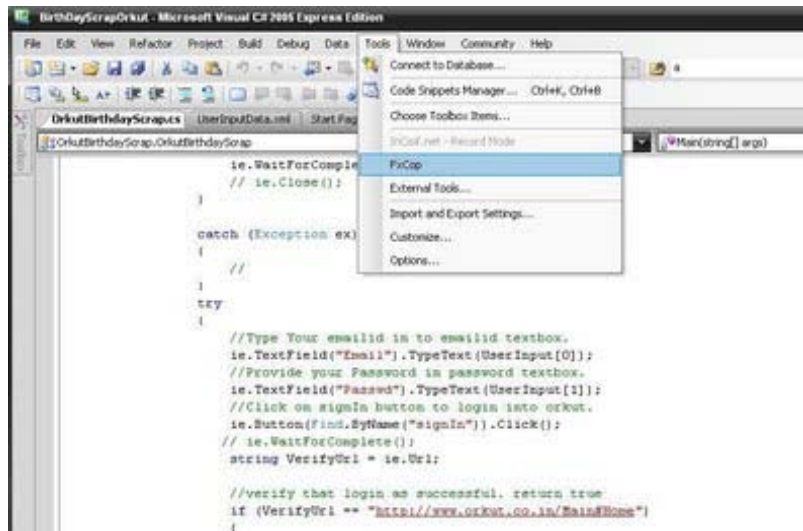 BirthDayScrapOrkut - Microsoft Visual C# 2005 Express Edition
File Edit View Refactor Project Build Debug Data Tools Window Community Help
Connect to Database...
Code Snippets Manager... Ctrl+K, Ctrl+B
OrkutBirthdayScrap.cs UserInputData.xml Start Pag
Choose Toolbox Items...
Toolbox
OrkutBirthdayScrap.OrkutBirthdayScrap
Record Mode
Main(string[] args)
FxCop
External Tools...
Import and Export Settings...
Customize...
Options...
ie.WaitForComple
// ie.Close();
}
catch (Exception ex)
{
//
}
try
{
//Type Your emailid in to emailid textbox.
ie.TextField("Email").TypeText(UserInput[0]);
//Provide your Password in password textbox.
ie.TextField("Passwd").TypeText(UserInput[1]);
//Click on signIn button to login into orkut.
ie.Button(Find.ByName("signIn")).Click();
// ie.WaitForComplete();
string VerifyUrl = ie.Url;
//verify that login as successful. return true
if (VerifyUrl == "http://www.orkut.co.in/Main#Home")
{